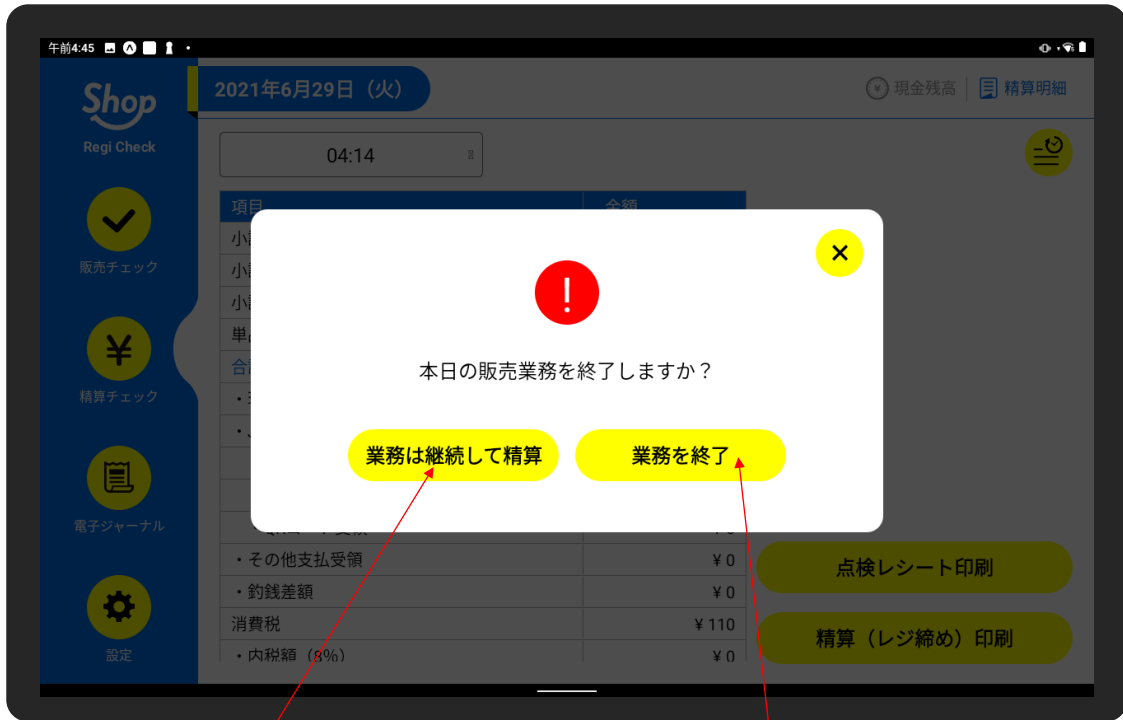 午前4:45
Shop
Regi Check
2021年6月29日（火）
現金残高
精算明細
04:14
項目
金額
小
小
小
単
合
販売チェック
本日の販売業務を終了しますか？
精算チェック
業務は継続して精算
業務を終了
電子ジャーナル
・その他支払受領 ¥ 0
・釣銭差額 ¥ 0
消費税 ¥ 110
・内税額（8%） ¥ 0
点検レシート印刷
精算（レジ締め）印刷
設定